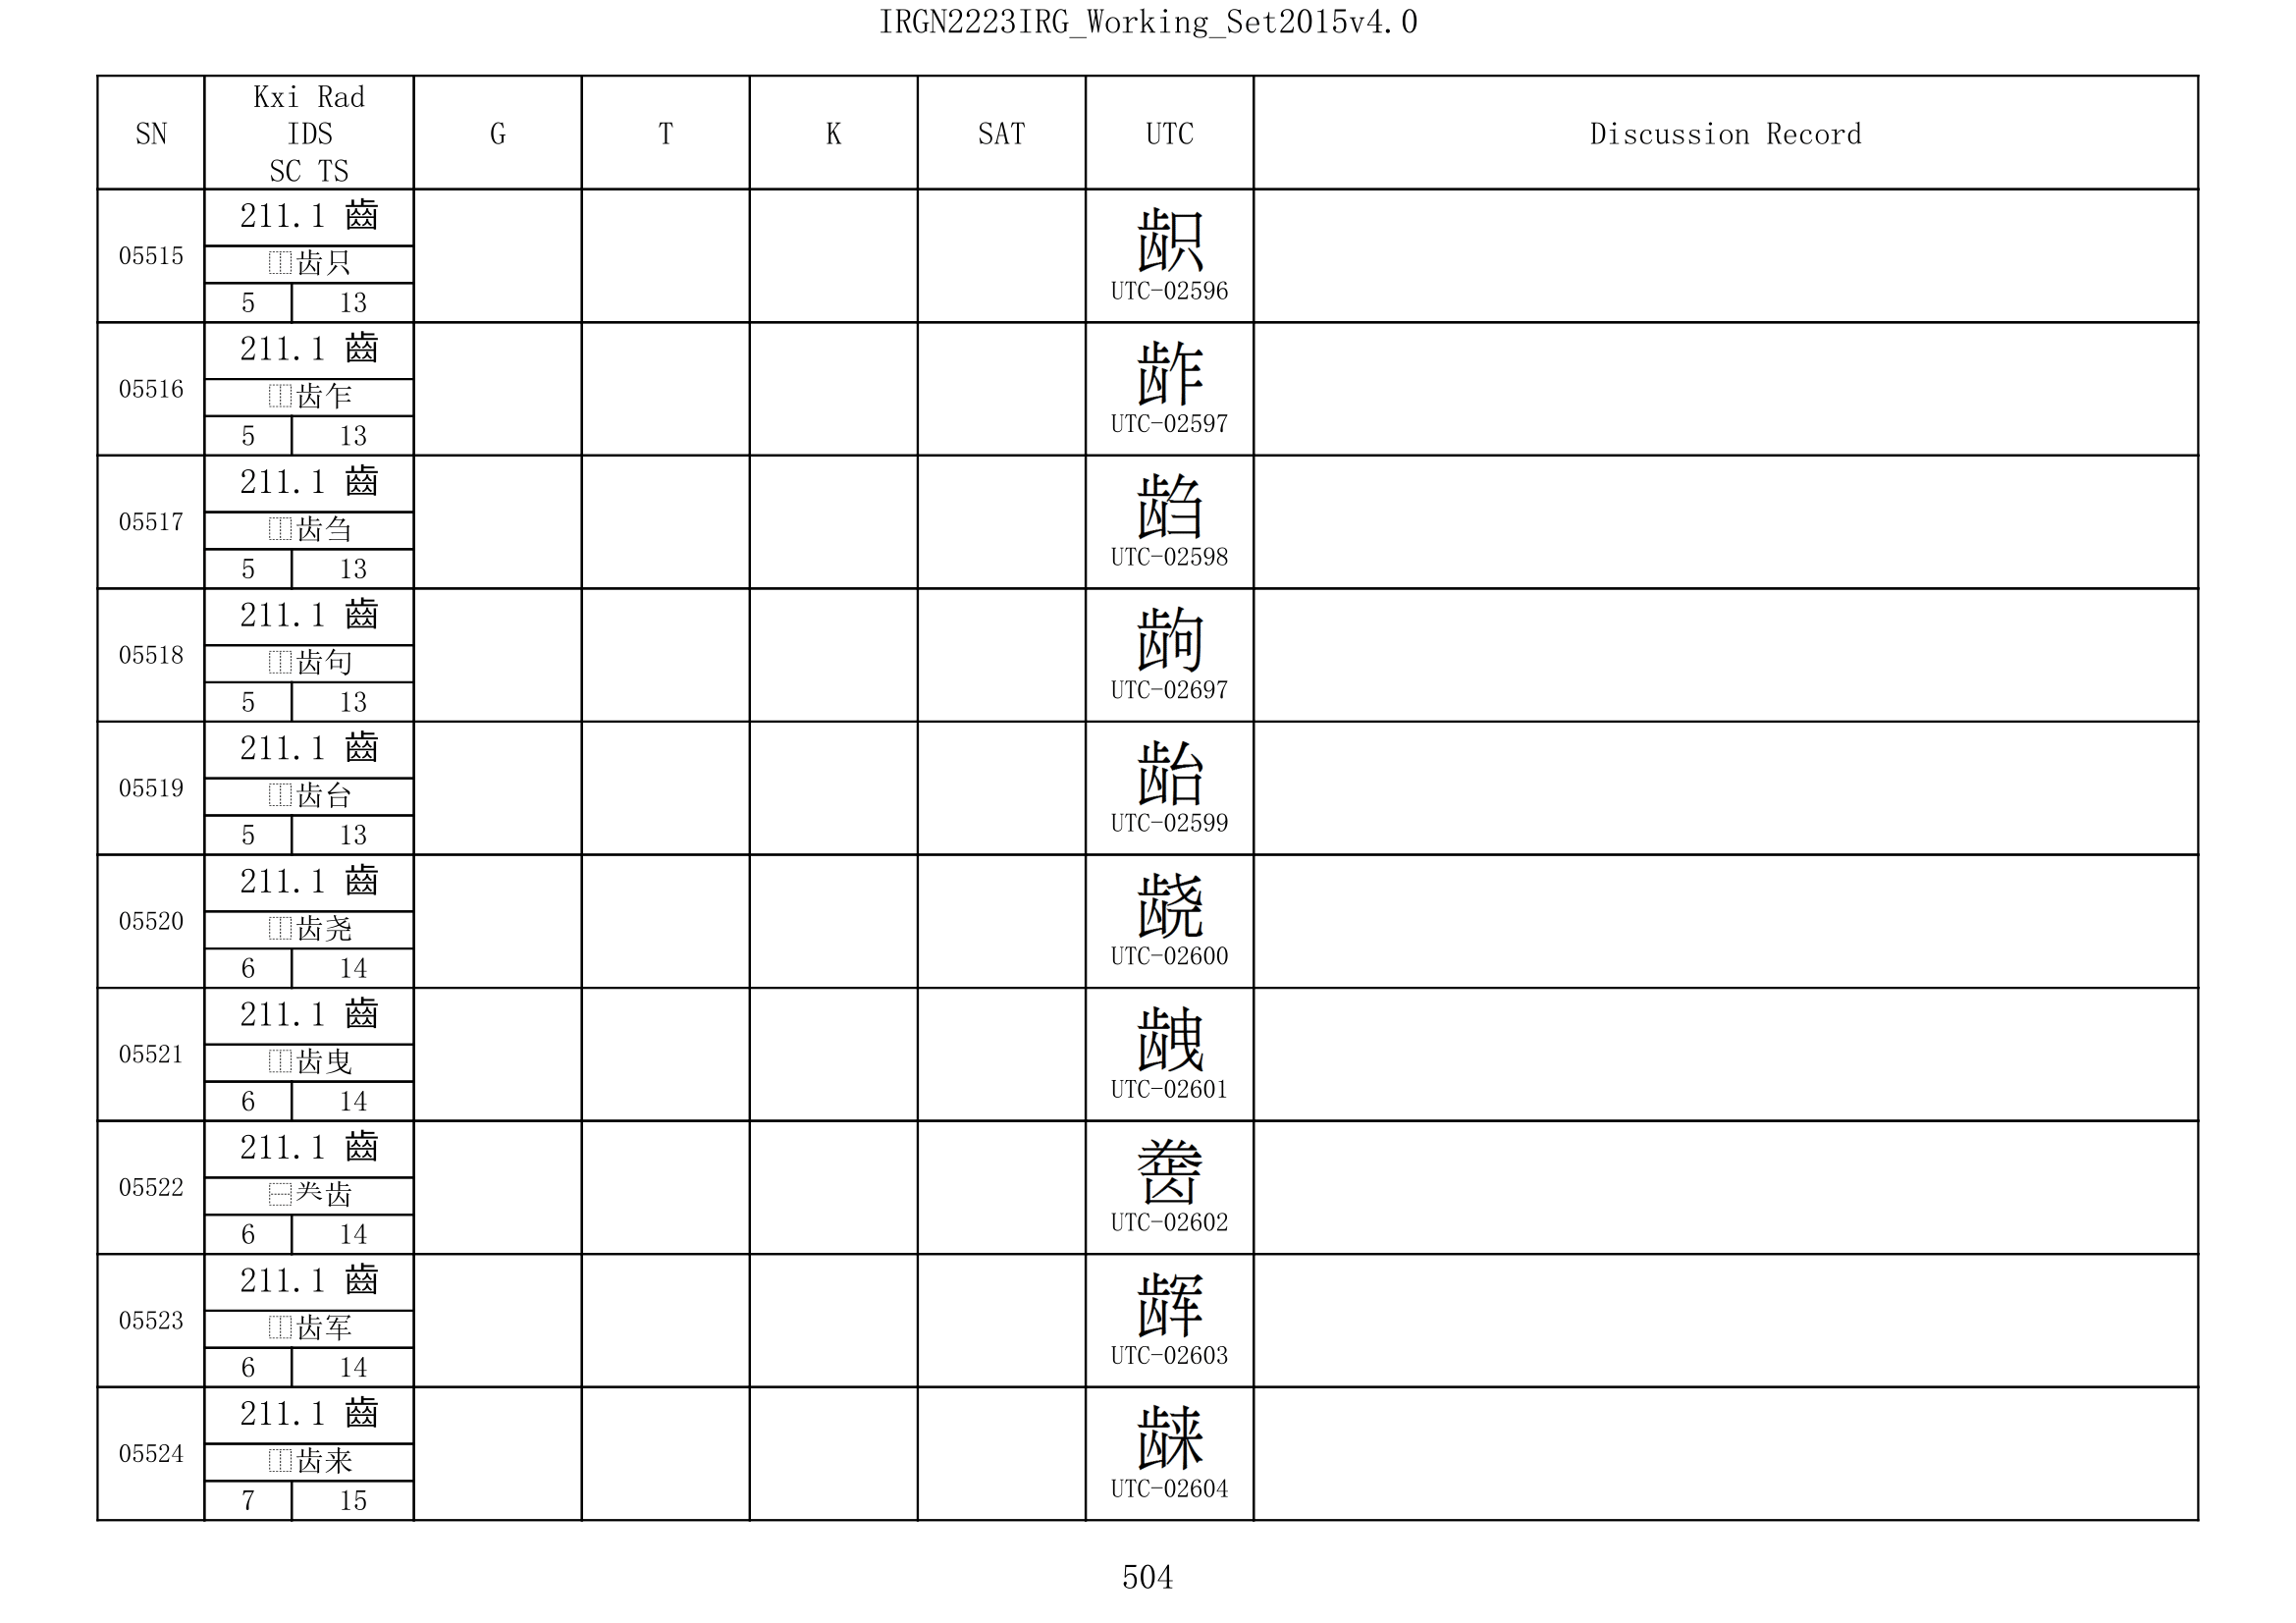 IRGN2223IRG_Working_Set2015v4.0
SN
Kxi Rad
IDS
SC TS
G
T
K
SAT
UTC
Discussion Record
05515
211.1 齒
⿰齿只
5 13
UTC-02596
05516
211.1 齒
⿰齿乍
5 13
UTC-02597
05517
211.1 齒
⿰齿刍
5 13
UTC-02598
05518
211.1 齒
⿰齿句
5 13
UTC-02697
05519
211.1 齒
⿰齿台
5 13
UTC-02599
05520
211.1 齒
⿰齿尧
6 14
UTC-02600
05521
211.1 齒
⿰齿曳
6 14
UTC-02601
05522
211.1 齒
⿱龹齿
6 14
UTC-02602
05523
211.1 齒
⿰齿军
6 14
UTC-02603
05524
211.1 齒
⿰齿来
7 15
UTC-02604
504